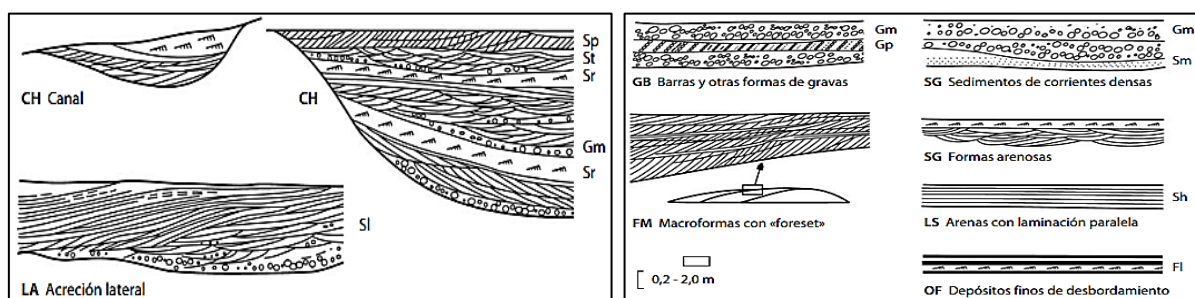 CH Canal
CH
Sp
St
Sr
Gm
Sr
Sl
LA Acreción lateral
Gm
Gp
GB Barras y otras formas de gravas
FM Macroformas con «foreset»
0,2 - 2,0 m
Gm
Sm
SG Sedimentos de corrientes densas
SG Formas arenosas
Sh
LS Arenas con laminación paralela
Fl
OF Depósitos finos de desbordamiento